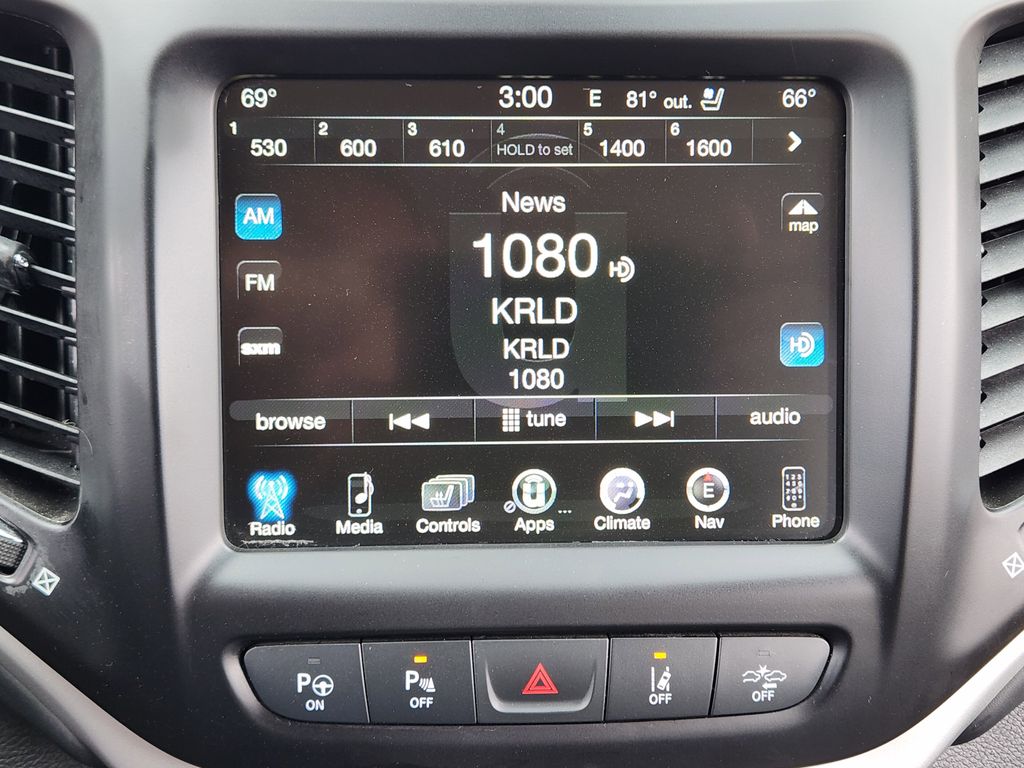 69° 3:00 E 81° out. 66°
1 530 2 600 3 610 4 HOLD to set 5 1400 6 1600
News
AM 1080 HD map
FM KRLD
sxm KRLD HD
1080
browse tune audio
Radio Media Controls Apps ... Climate E Nav Phone
P ON P OFF OFF OFF